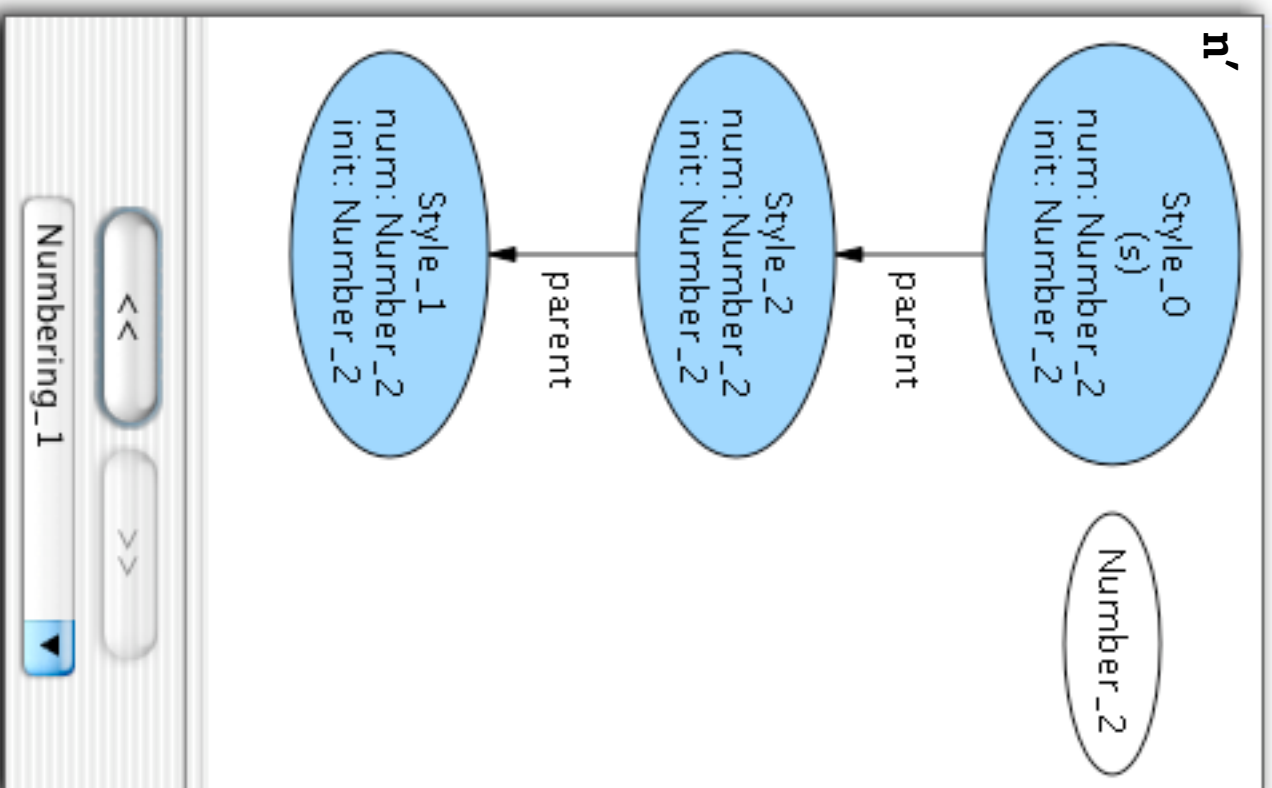 n′
Style_0
(s)
num: Number_2
init: Number_2
Number_2
parent
Style_2
num: Number_2
init: Number_2
parent
Style_1
num: Number_2
init: Number_2
<<
>>
Numbering_1